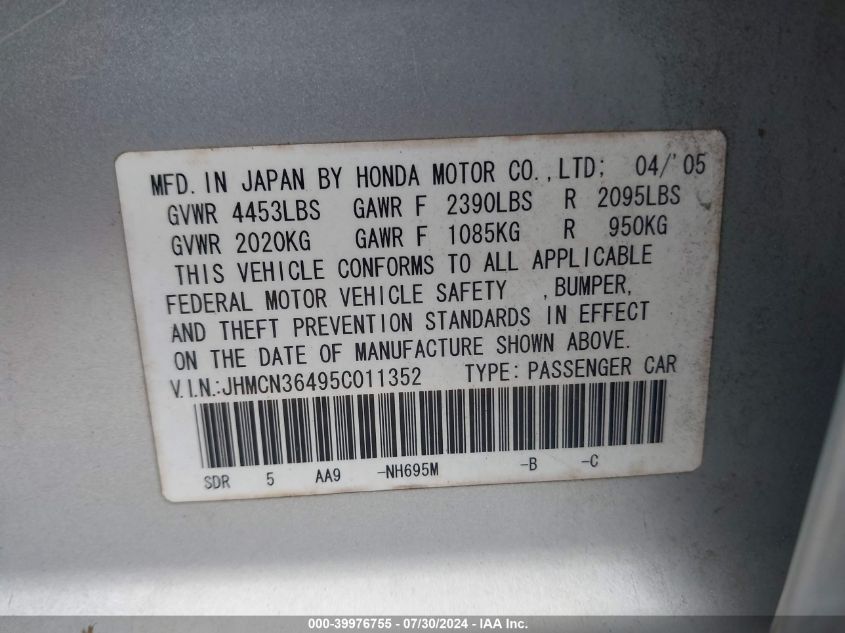 MFD. IN JAPAN BY HONDA MOTOR CO., LTD; 04/'05
GVWR 4453LBS GAWR F 2390LBS R 2095LBS
GVWR 2020KG GAWR F 1085KG R 950KG
THIS VEHICLE CONFORMS TO ALL APPLICABLE
FEDERAL MOTOR VEHICLE SAFETY , BUMPER,
AND THEFT PREVENTION STANDARDS IN EFFECT
ON THE DATE OF MANUFACTURE SHOWN ABOVE.
V.I.N.:JHMCN36495C011352 TYPE: PASSENGER CAR
SDR 5 AA9 -NH695M -B -C
000-39976755 - 07/30/2024 - IAA Inc.